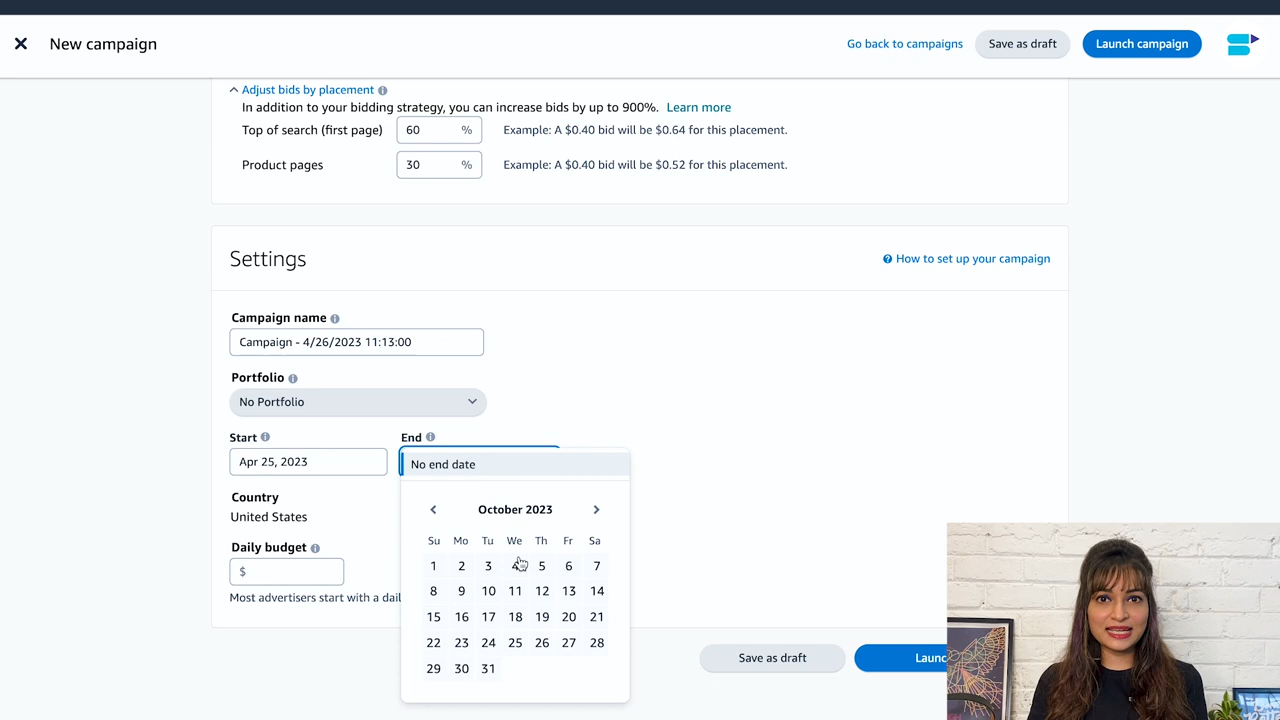 New campaign
Go back to campaigns
Save as draft
Launch campaign
Adjust bids by placement
In addition to your bidding strategy, you can increase bids by up to 900%. Learn more
Top of search (first page) 60 % Example: A $0.40 bid will be $0.64 for this placement.
Product pages 30 % Example: A $0.40 bid will be $0.52 for this placement.
Settings
How to set up your campaign
Campaign name
Campaign - 4/26/2023 11:13:00
Portfolio
No Portfolio
Start End
Apr 25, 2023
No end date
Country
United States
Daily budget
$
Most advertisers start with a dail
October 2023
Su Mo Tu We Th Fr Sa
1 2 3 4 5 6 7
8 9 10 11 12 13 14
15 16 17 18 19 20 21
22 23 24 25 26 27 28
29 30 31
Save as draft
Launc